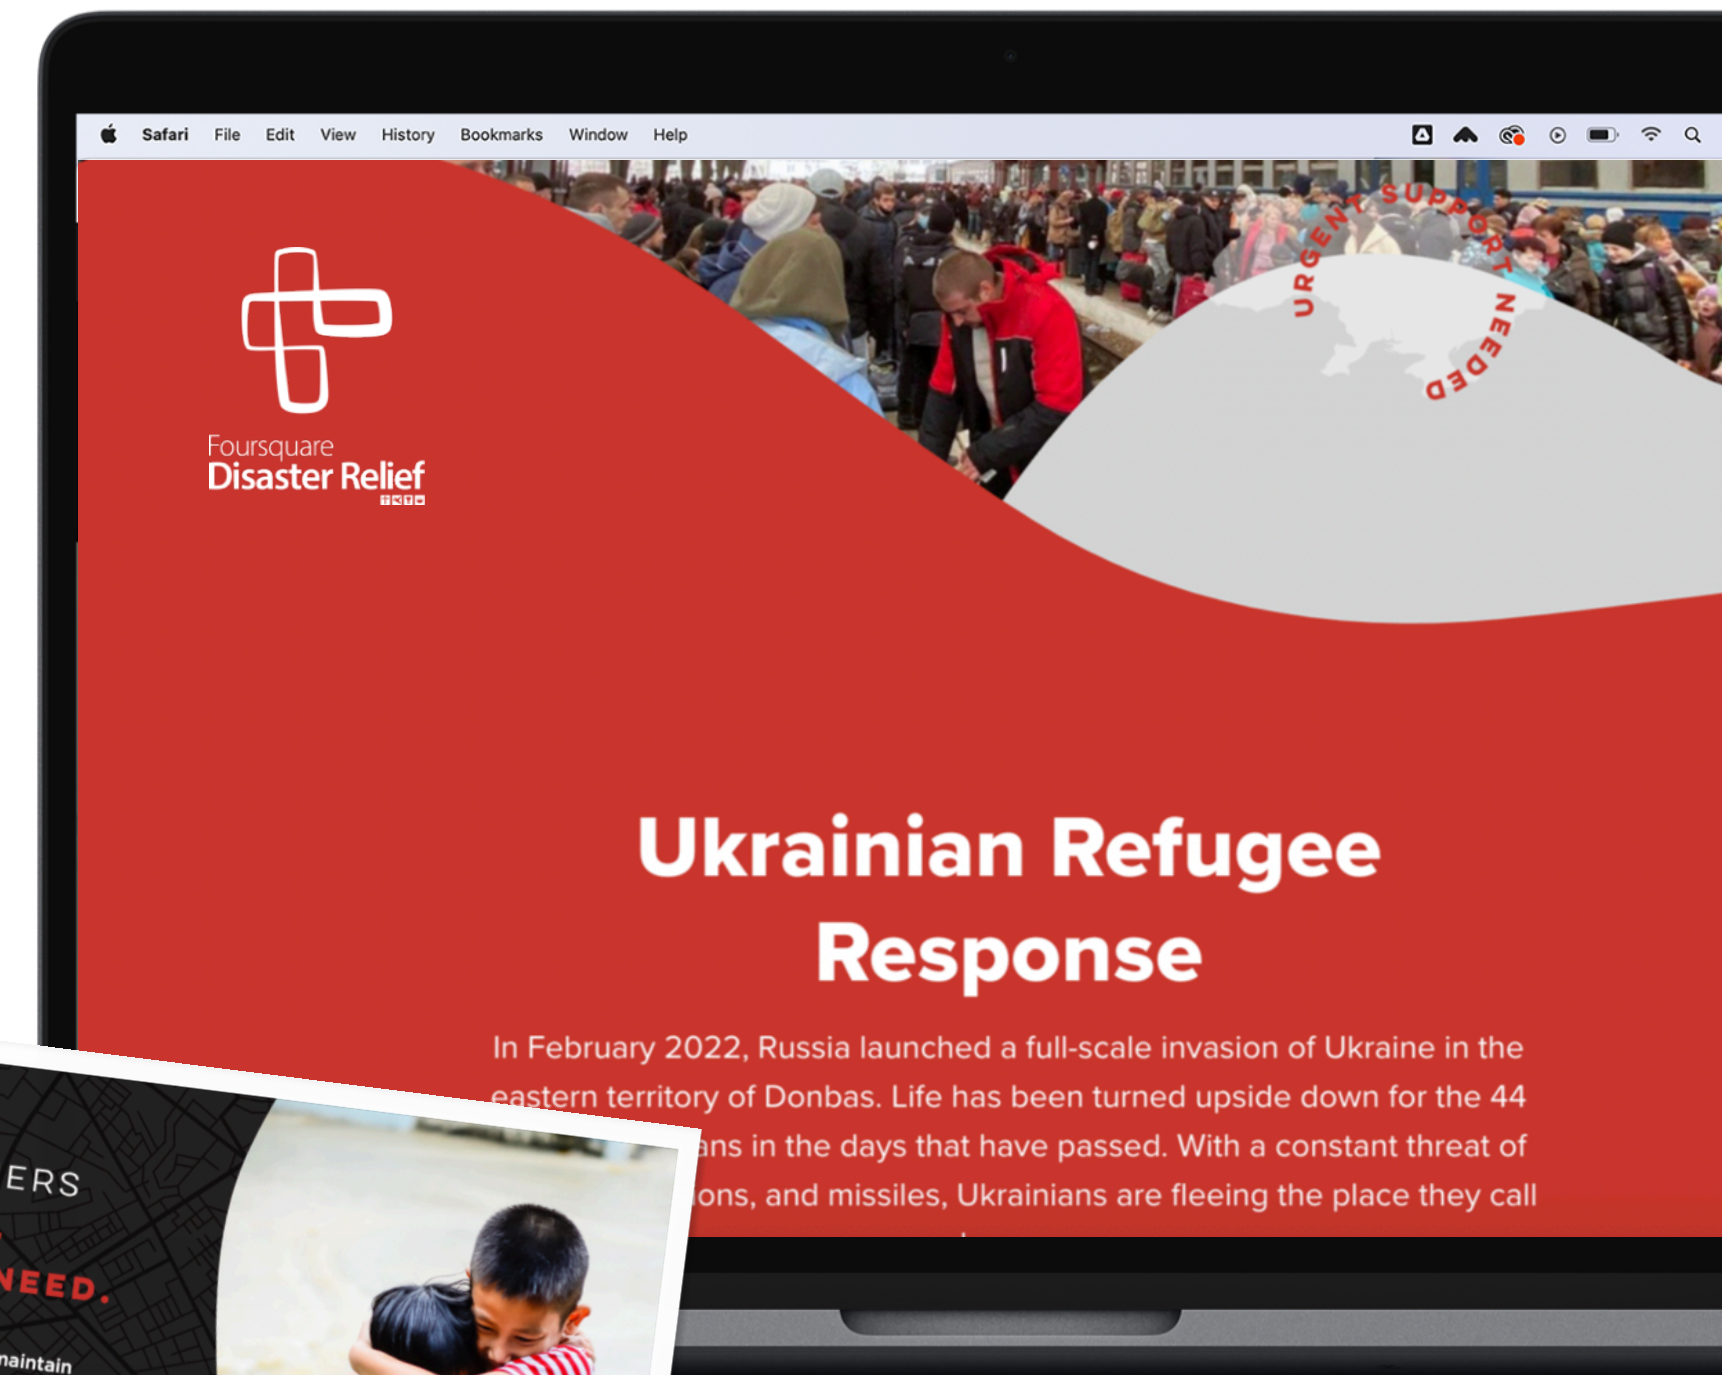 Safari File Edit View History Bookmarks Window Help
URGENT SUPPORT NEEDED
Foursquare
Disaster Relief
Ukrainian Refugee
Response
In February 2022, Russia launched a full-scale invasion of Ukraine in the
eastern territory of Donbas. Life has been turned upside down for the 44
ans in the days that have passed. With a constant threat of
ions, and missiles, Ukrainians are fleeing the place they call
ERS
NEED.
maintain